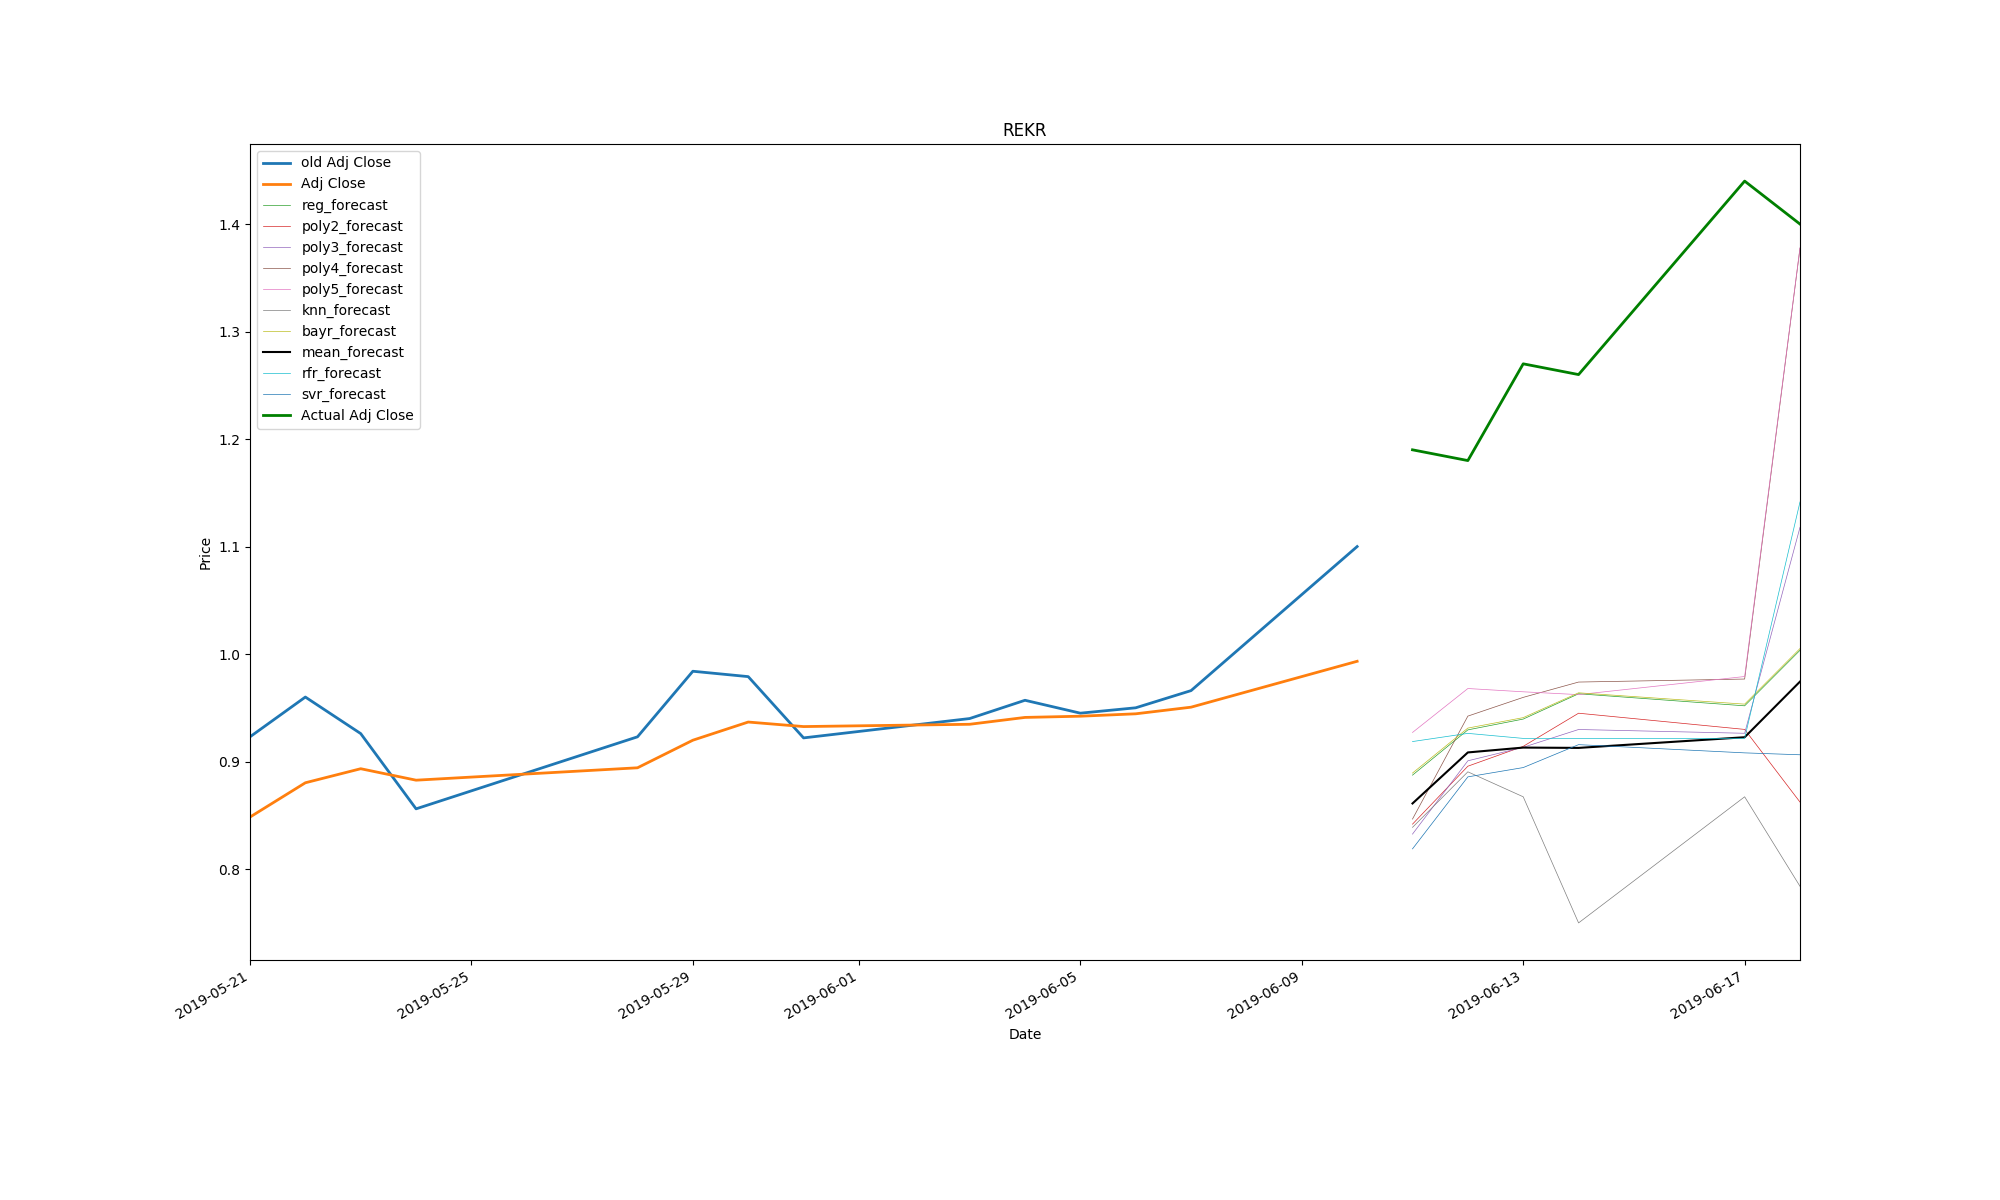 REKR
old Adj Close
Adj Close
reg_forecast
poly2_forecast
poly3_forecast
poly4_forecast
poly5_forecast
knn_forecast
bayr_forecast
mean_forecast
rfr_forecast
svr_forecast
Actual Adj Close
1.4
1.3
1.2
1.1
1.0
0.9
0.8
Price
2019-05-21
2019-05-25
2019-05-29
2019-06-01
2019-06-05
2019-06-09
2019-06-13
2019-06-17
Date